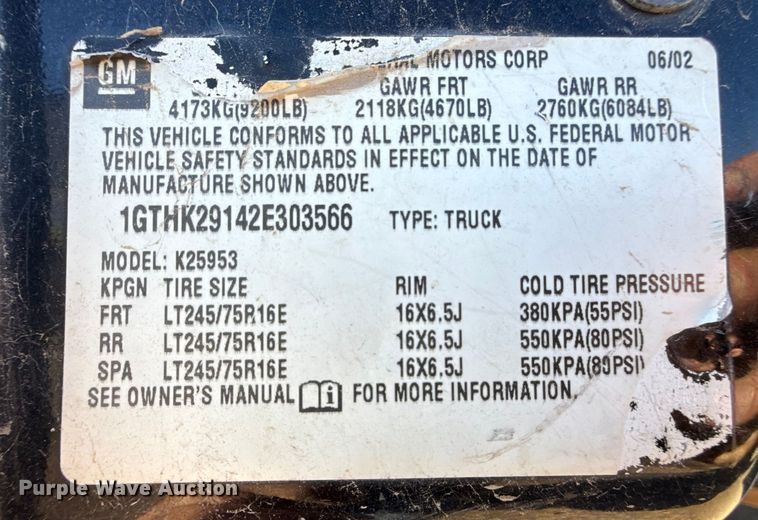 GM MOTORS CORP 06/02
GAWR FRT GAWR RR
4173KG(9200LB) 2118KG(4670LB) 2760KG(6084LB)
THIS VEHICLE CONFORMS TO ALL APPLICABLE U.S. FEDERAL MOTOR
VEHICLE SAFETY STANDARDS IN EFFECT ON THE DATE OF
MANUFACTURE SHOWN ABOVE.
1GTHK29142E303566 TYPE: TRUCK
MODEL: K25953
KPGN TIRE SIZE RIM COLD TIRE PRESSURE
FRT LT245/75R16E 16X6.5J 380KPA(55PSI)
RR LT245/75R16E 16X6.5J 550KPA(80PSI)
SPA LT245/75R16E 16X6.5J 550KPA(80PSI)
SEE OWNER'S MANUAL i FOR MORE INFORMATION.
Purple Wave Auction